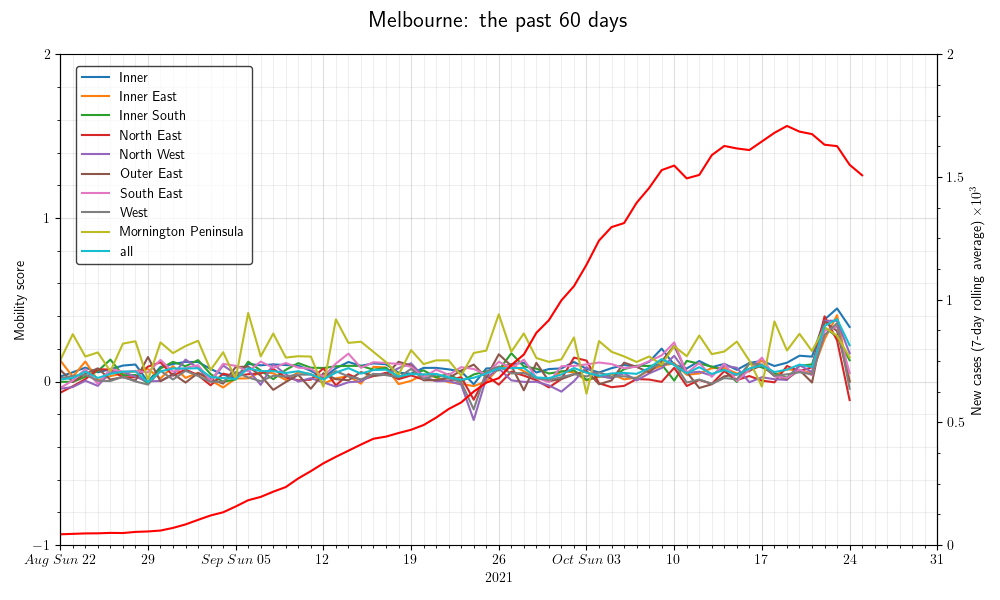 Melbourne: the past 60 days
2
1
0
−1
Mobility score
Inner
Inner East
Inner South
North East
North West
Outer East
South East
West
Mornington Peninsula
all
2
1.5
1
0.5
0
New cases (7-day rolling average) ×10³
Aug Sun 22 29 Sep Sun 05 12 19 26 Oct Sun 03 10 17 24 31
2021